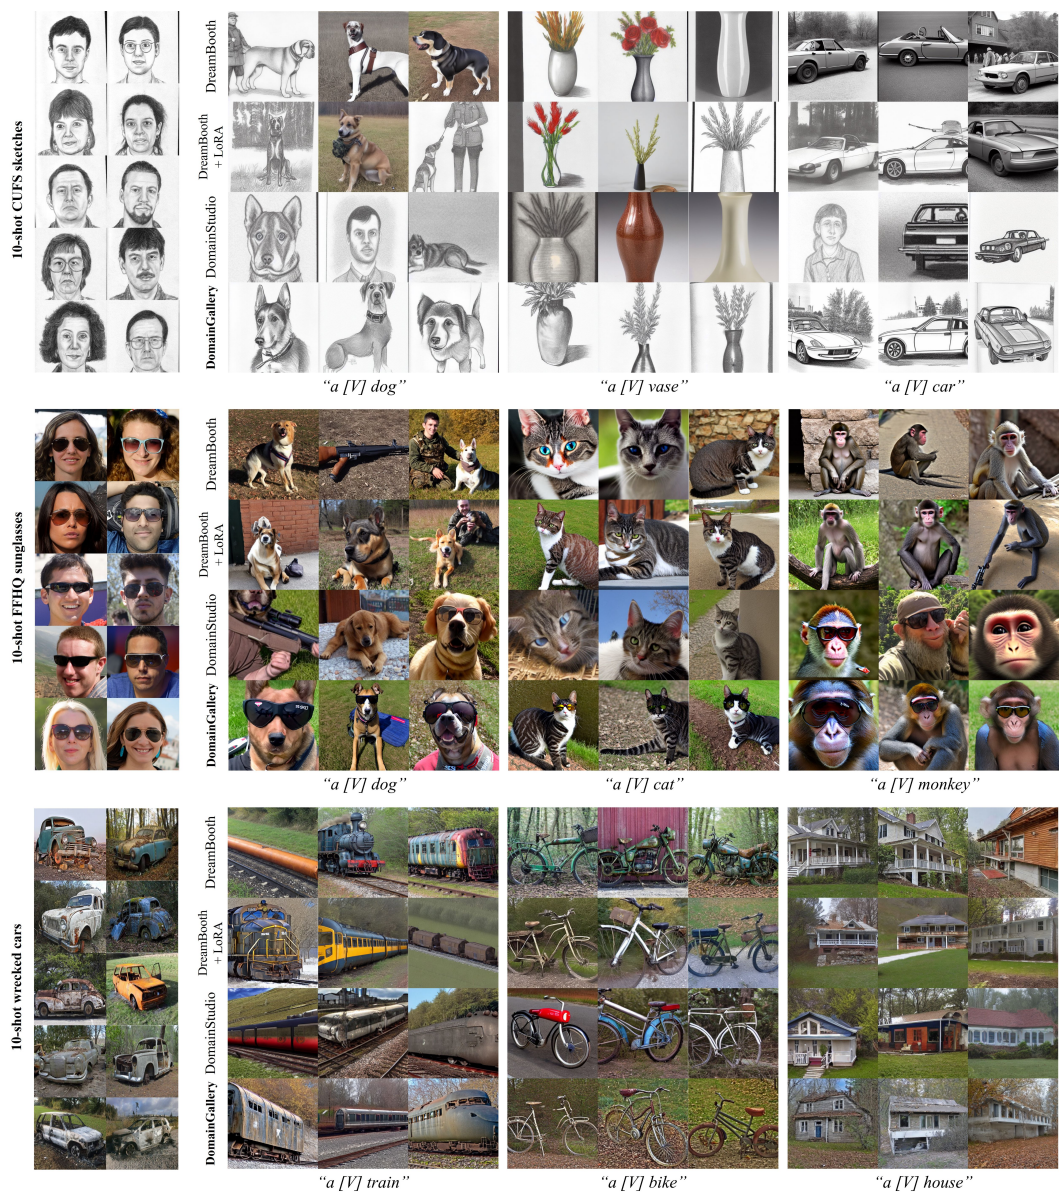 10-shot CUFS sketches
DreamBooth
DreamBooth
+ LoRA
DomainStudio
DomainGallery
“a [V] dog”
“a [V] vase”
“a [V] car”
10-shot FFHQ sunglasses
DreamBooth
DreamBooth
+ LoRA
DomainStudio
DomainGallery
“a [V] dog”
“a [V] cat”
“a [V] monkey”
10-shot wrecked cars
DreamBooth
DreamBooth
+ LoRA
DomainStudio
DomainGallery
“a [V] train”
“a [V] bike”
“a [V] house”